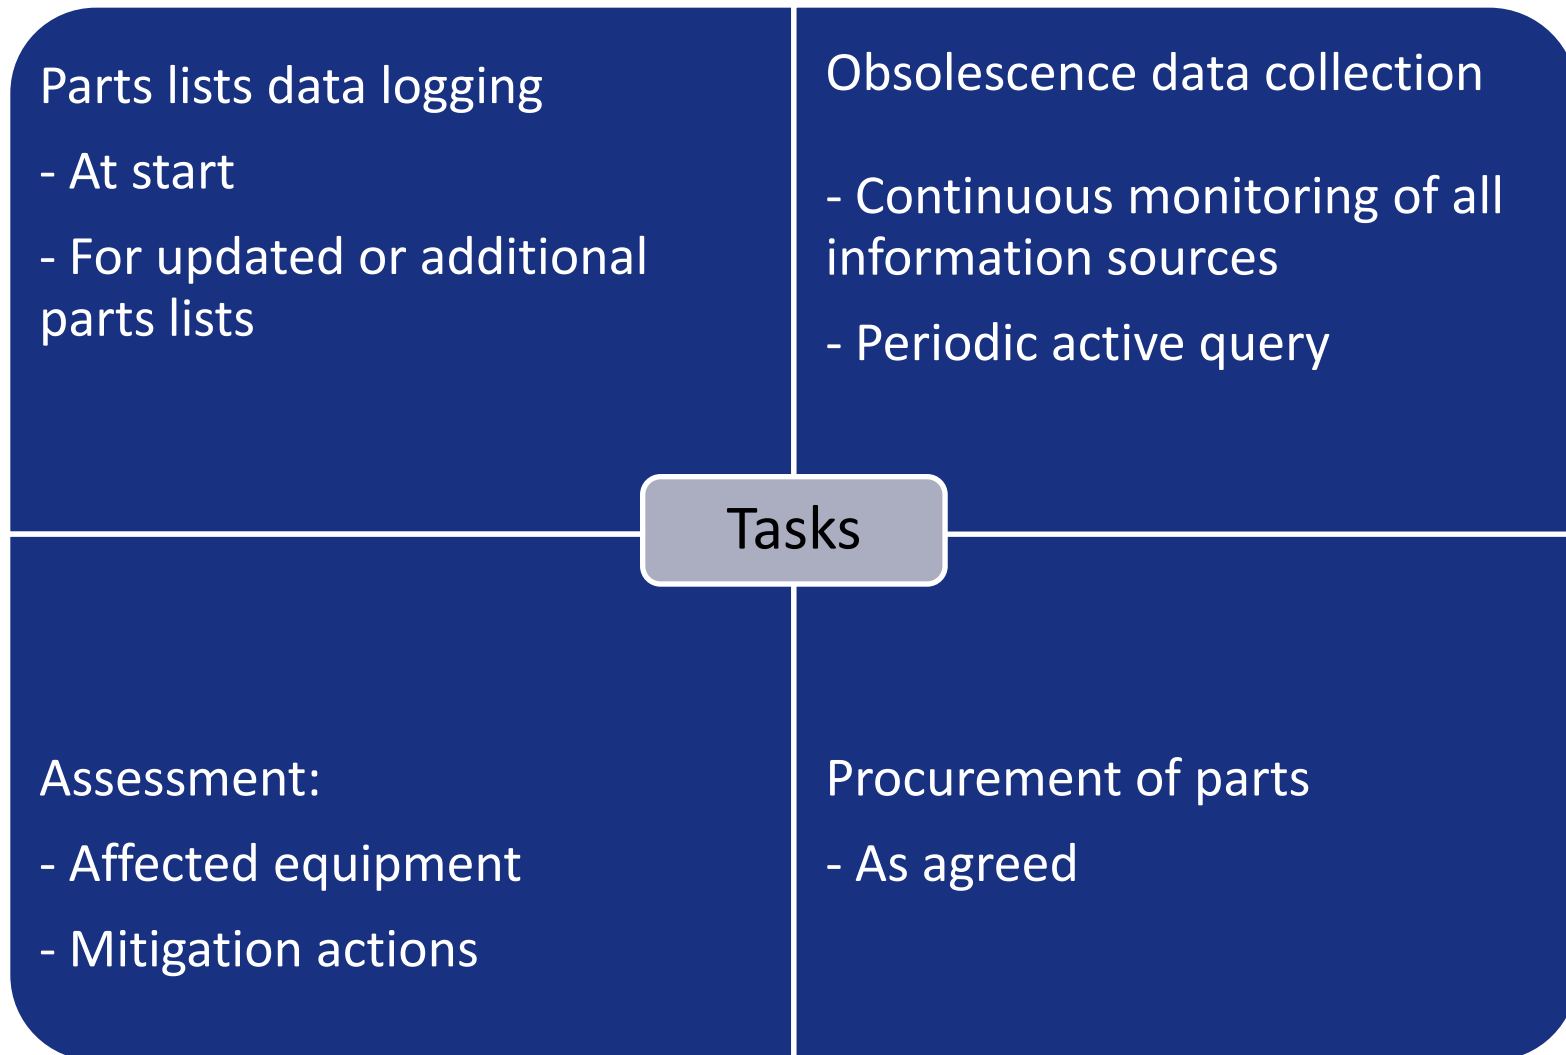 Parts lists data logging
- At start
- For updated or additional
parts lists
Obsolescence data collection
- Continuous monitoring of all
information sources
- Periodic active query
Tasks
Assessment:
- Affected equipment
- Mitigation actions
Procurement of parts
- As agreed